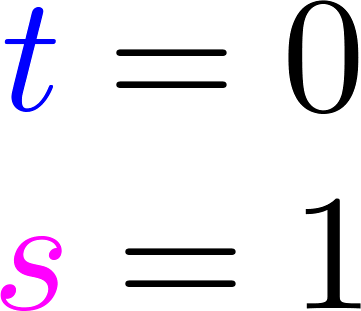 t = 0
s = 1